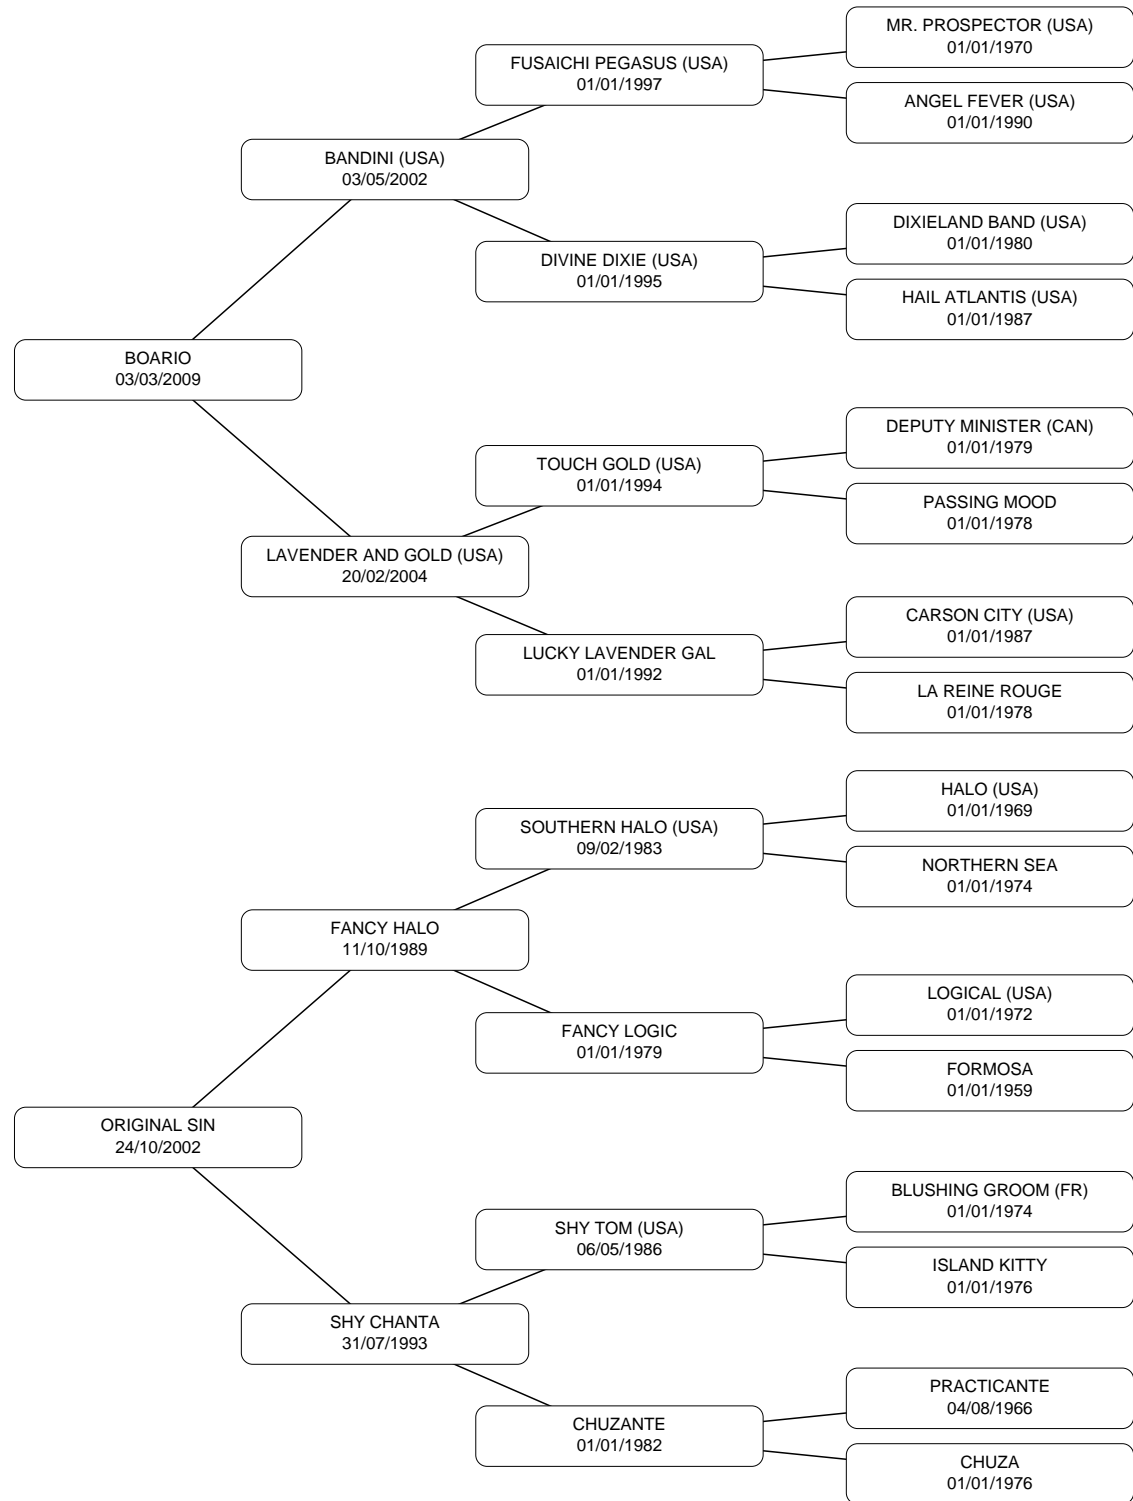 MR. PROSPECTOR (USA)
01/01/1970
FUSAICHI PEGASUS (USA)
01/01/1997
ANGEL FEVER (USA)
01/01/1990
BANDINI (USA)
03/05/2002
DIXIELAND BAND (USA)
01/01/1980
DIVINE DIXIE (USA)
01/01/1995
HAIL ATLANTIS (USA)
01/01/1987
BOARIO
03/03/2009
DEPUTY MINISTER (CAN)
01/01/1979
TOUCH GOLD (USA)
01/01/1994
PASSING MOOD
01/01/1978
LAVENDER AND GOLD (USA)
20/02/2004
CARSON CITY (USA)
01/01/1987
LUCKY LAVENDER GAL
01/01/1992
LA REINE ROUGE
01/01/1978
HALO (USA)
01/01/1969
SOUTHERN HALO (USA)
09/02/1983
NORTHERN SEA
01/01/1974
FANCY HALO
11/10/1989
LOGICAL (USA)
01/01/1972
FANCY LOGIC
01/01/1979
FORMOSA
01/01/1959
ORIGINAL SIN
24/10/2002
BLUSHING GROOM (FR)
01/01/1974
SHY TOM (USA)
06/05/1986
ISLAND KITTY
01/01/1976
SHY CHANTA
31/07/1993
PRACTICANTE
04/08/1966
CHUZANTE
01/01/1982
CHUZA
01/01/1976